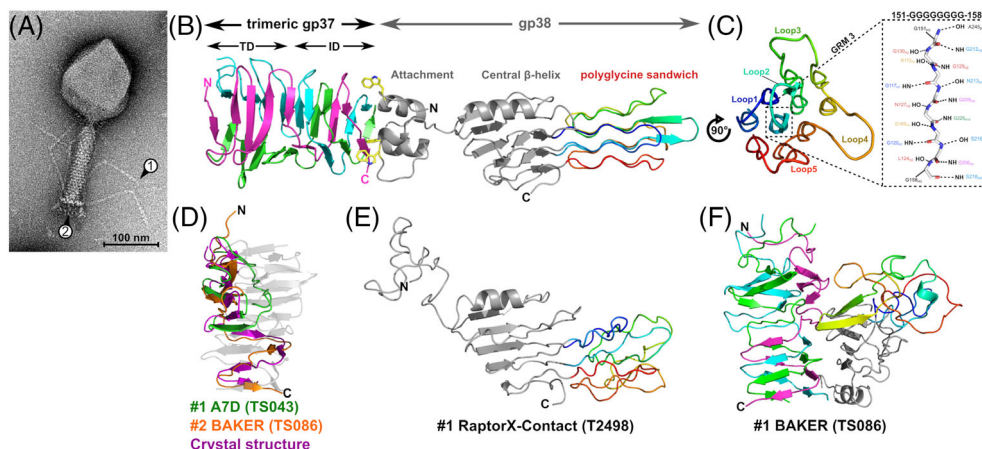 (A)
1
2
100 nm
(B)
trimeric gp37
gp38
TD
ID
Attachment
Central β-helix
polyglycine sandwich
N
N
C
C
90°
(C)
151-GGGGGGGG-158
GRM 3
Loop3
Loop2
Loop1
Loop4
Loop5
(D)
N
C
#1 A7D (TS043)
#2 BAKER (TS086)
Crystal structure
(E)
N
C
#1 RaptorX-Contact (T2498)
(F)
N
C
#1 BAKER (TS086)